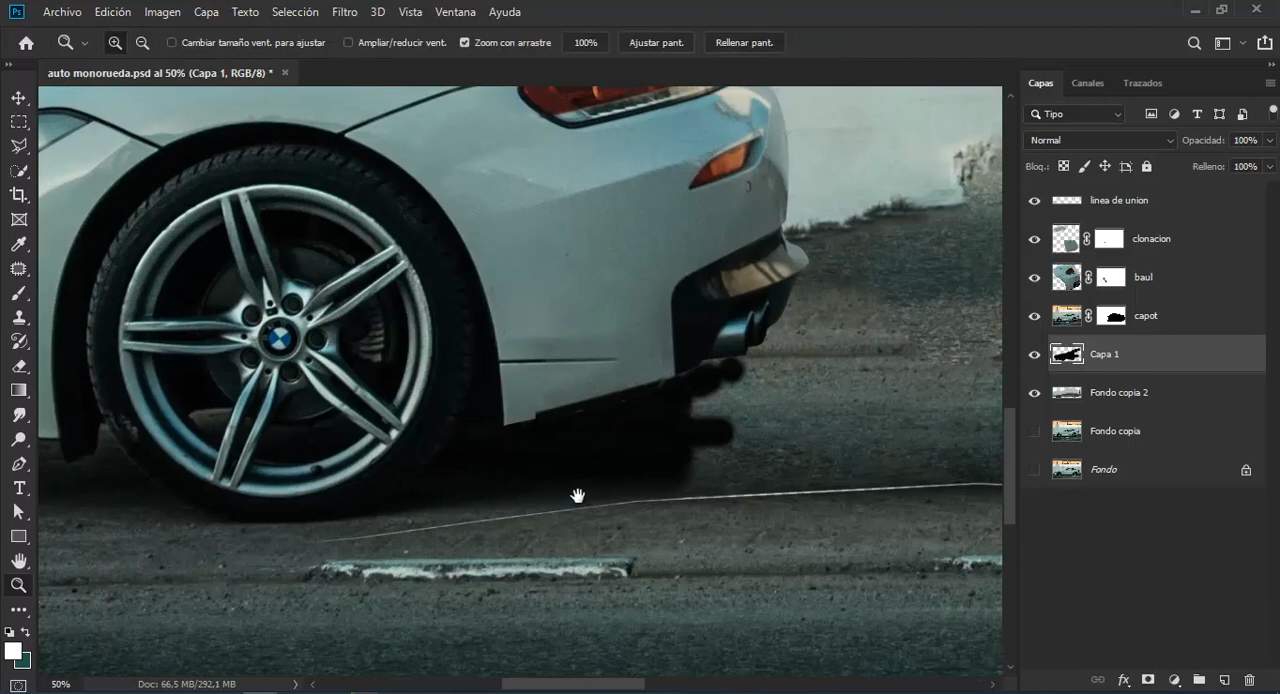 Ps Archivo Edición Imagen Capa Texto Selección Filtro 3D Vista Ventana Ayuda
Cambiar tamaño vent. para ajustar Ampliar/reducir vent. Zoom con arrastre 100% Ajustar pant. Rellenar pant.
auto monorueda.psd al 50% (Capa 1, RGB/8) *
Capas Canales Trazados
Tipo
Normal Opacidad: 100%
Bloq.: Relleno: 100%
linea de union
clonacion
baul
capot
Capa 1
Fondo copia 2
Fondo copia
Fondo
50% Doc: 66,5 MB/292,1 MB